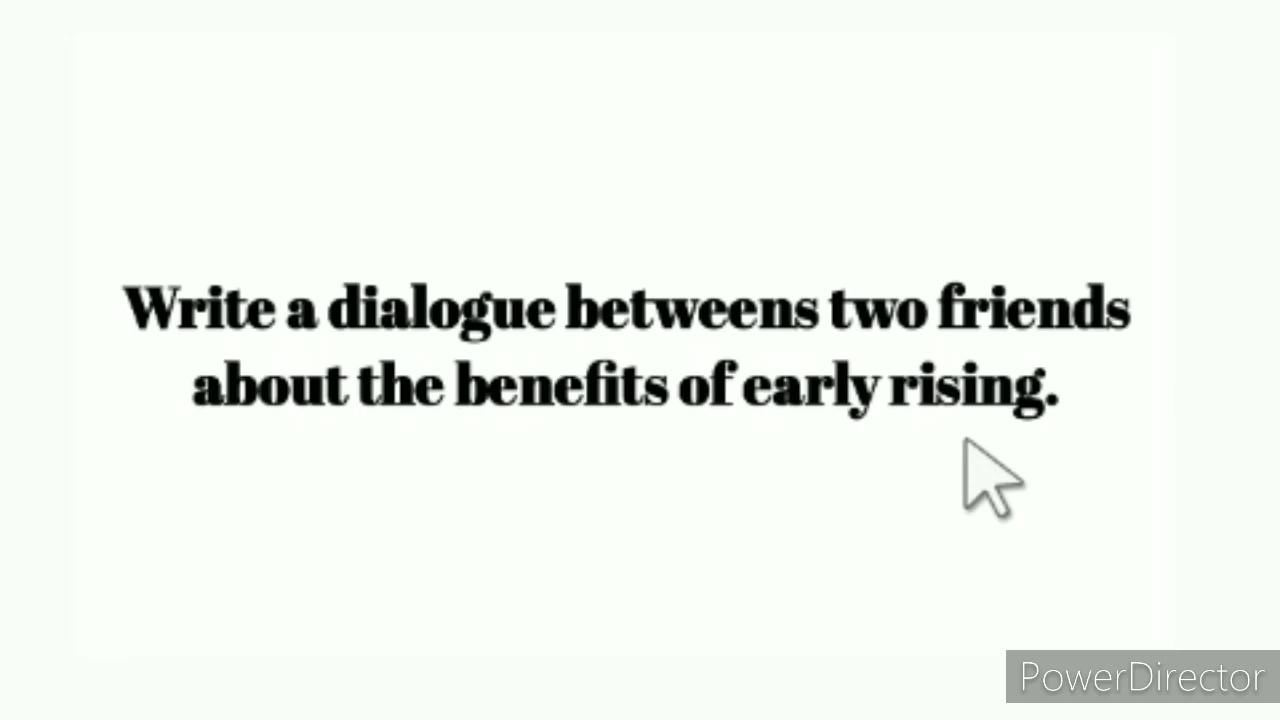 Write a dialogue betweens two friends
about the benefits of early rising.
PowerDirector